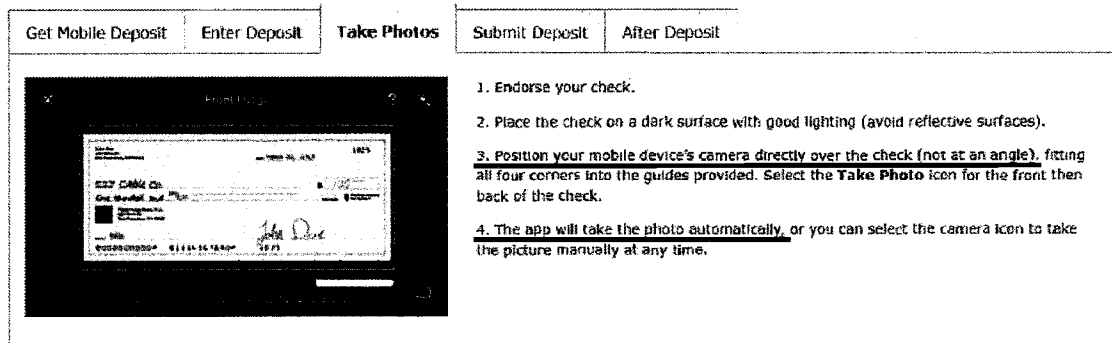 Get Mobile Deposit
Enter Deposit
Take Photos
Submit Deposit
After Deposit
1. Endorse your check.
2. Place the check on a dark surface with good lighting (avoid reflective surfaces).
3. Position your mobile device's camera directly over the check (not at an angle), fitting
all four corners into the guides provided. Select the Take Photo icon for the front then
back of the check.
4. The app will take the photo automatically, or you can select the camera icon to take
the picture manually at any time.
?
1025
$
John Doe